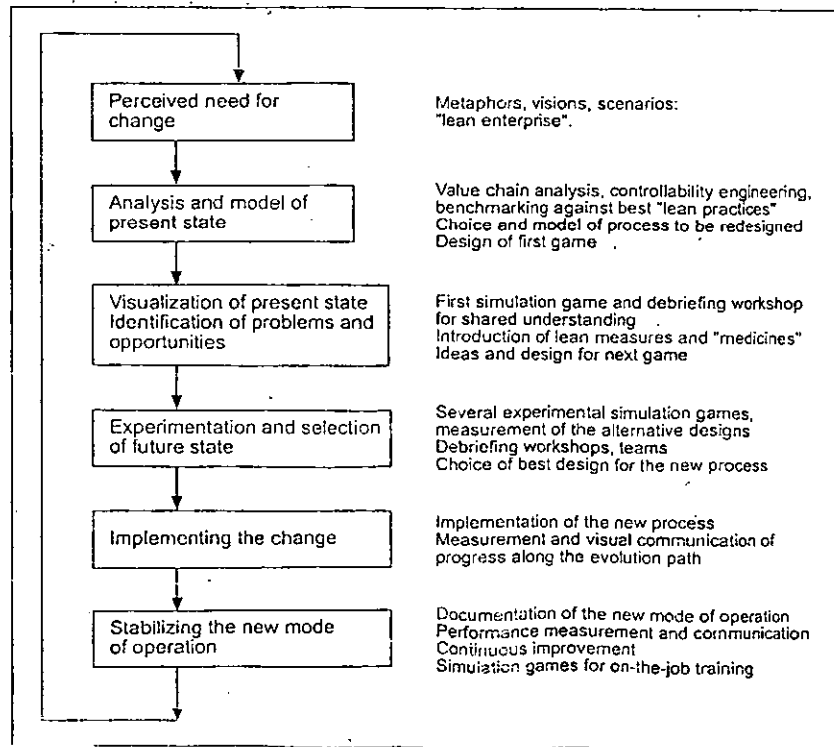 Perceived need for
change
Metaphors, visions, scenarios:
"lean enterprise".
Analysis and model of
present state
Value chain analysis, controllability engineering,
benchmarking against best "lean practices"
Choice and model of process to be redesigned
Design of first game
Visualization of present state
Identification of problems and
opportunities
First simulation game and debriefing workshop
for shared understanding
Introduction of lean measures and "medicines"
Ideas and design for next game
Experimentation and selection
of future state
Several experimental simulation games,
measurement of the alternative designs
Debriefing workshops, teams
Choice of best design for the new process
Implementing the change
Implementation of the new process
Measurement and visual communication of
progress along the evolution path
Stabilizing the new mode
of operation
Documentation of the new mode of operation
Performance measurement and communication
Continuous improvement
Simulation games for on-the-job training